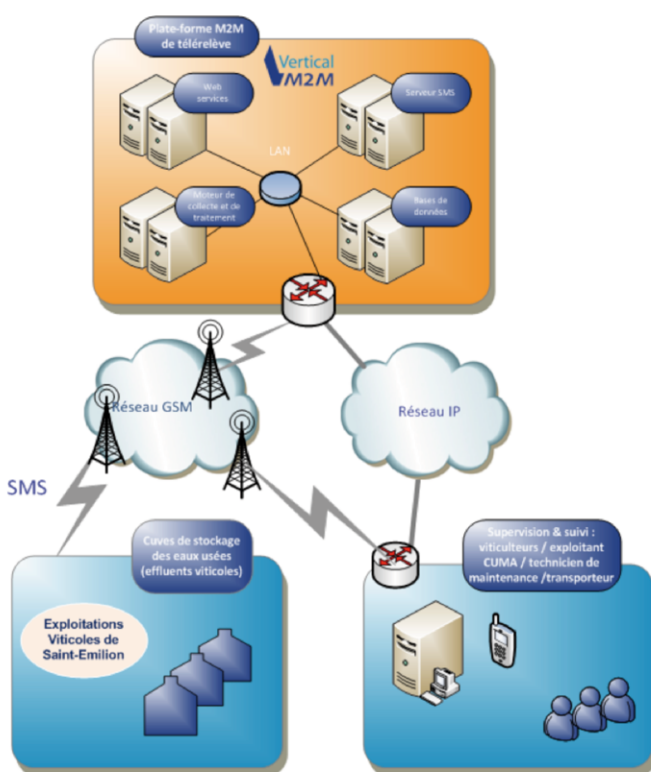 Plate-forme M2M
de télérelève
Vertical
M2M
Web
services
Serveur SMS
LAN
Moteur de
collecte et de
traitement
Bases de
données
Réseau GSM
Réseau IP
SMS
Cuves de stockage
des eaux usées
(effluents viticoles)
Supervision & suivi :
viticulteurs / exploitant
CUMA / technicien de
maintenance /transporteur
Exploitations
Viticoles de
Saint-Emilion